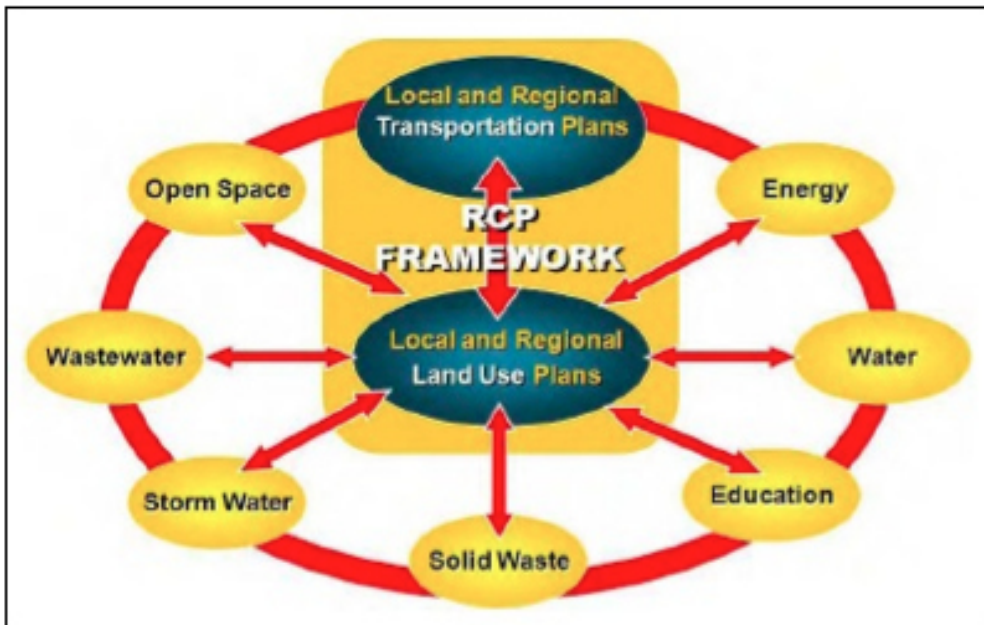 Local and Regional
Transportation Plans
Open Space
Energy
RCP
FRAMEWORK
Wastewater
Local and Regional
Land Use Plans
Water
Storm Water
Education
Solid Waste